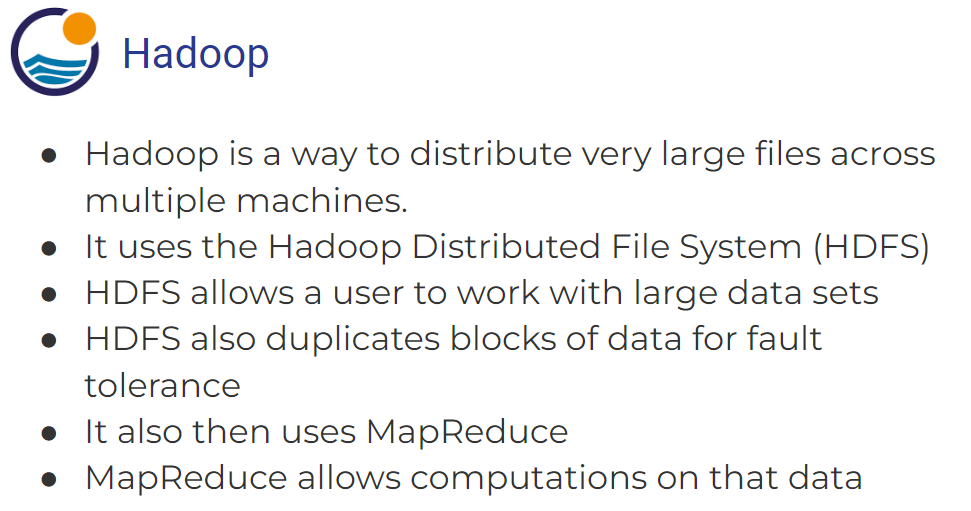 Hadoop
● Hadoop is a way to distribute very large files across
multiple machines.
● It uses the Hadoop Distributed File System (HDFS)
● HDFS allows a user to work with large data sets
● HDFS also duplicates blocks of data for fault
tolerance
● It also then uses MapReduce
● MapReduce allows computations on that data